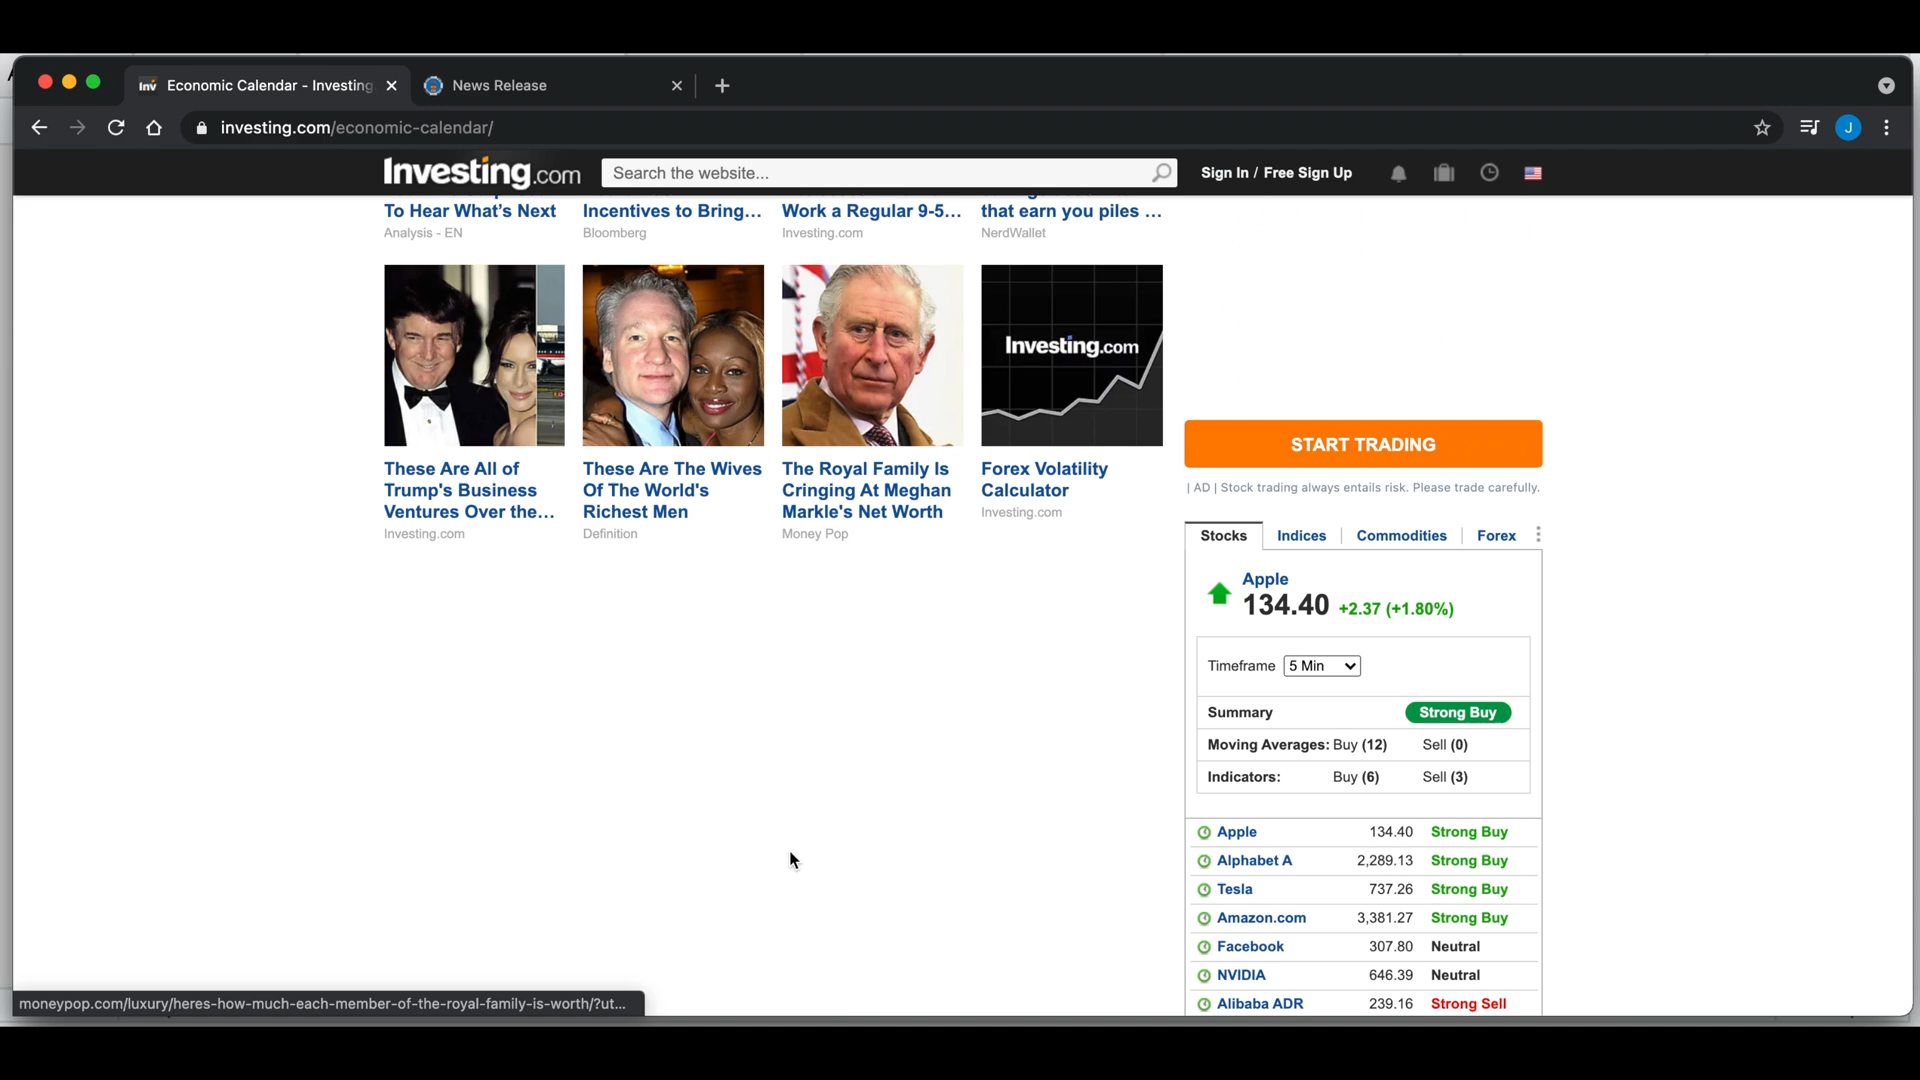 Economic Calendar - Investing
News Release
investing.com/economic-calendar/
Investing.com
Search the website...
Sign In / Free Sign Up
To Hear What's Next
Analysis - EN
Incentives to Bring...
Bloomberg
Work a Regular 9-5...
Investing.com
that earn you piles ...
NerdWallet
Investing.com
These Are All of
Trump's Business
Ventures Over the...
Investing.com
These Are The Wives
Of The World's
Richest Men
Definition
The Royal Family Is
Cringing At Meghan
Markle's Net Worth
Money Pop
Forex Volatility
Calculator
Investing.com
START TRADING
| AD | Stock trading always entails risk. Please trade carefully.
Stocks Indices Commodities Forex
Apple
134.40 +2.37 (+1.80%)
Timeframe 5 Min
Summary Strong Buy
Moving Averages: Buy (12) Sell (0)
Indicators: Buy (6) Sell (3)
Apple 134.40 Strong Buy
Alphabet A 2,289.13 Strong Buy
Tesla 737.26 Strong Buy
Amazon.com 3,381.27 Strong Buy
Facebook 307.80 Neutral
NVIDIA 646.39 Neutral
Alibaba ADR 239.16 Strong Sell
moneypop.com/luxury/heres-how-much-each-member-of-the-royal-family-is-worth/?ut...
Inv
J